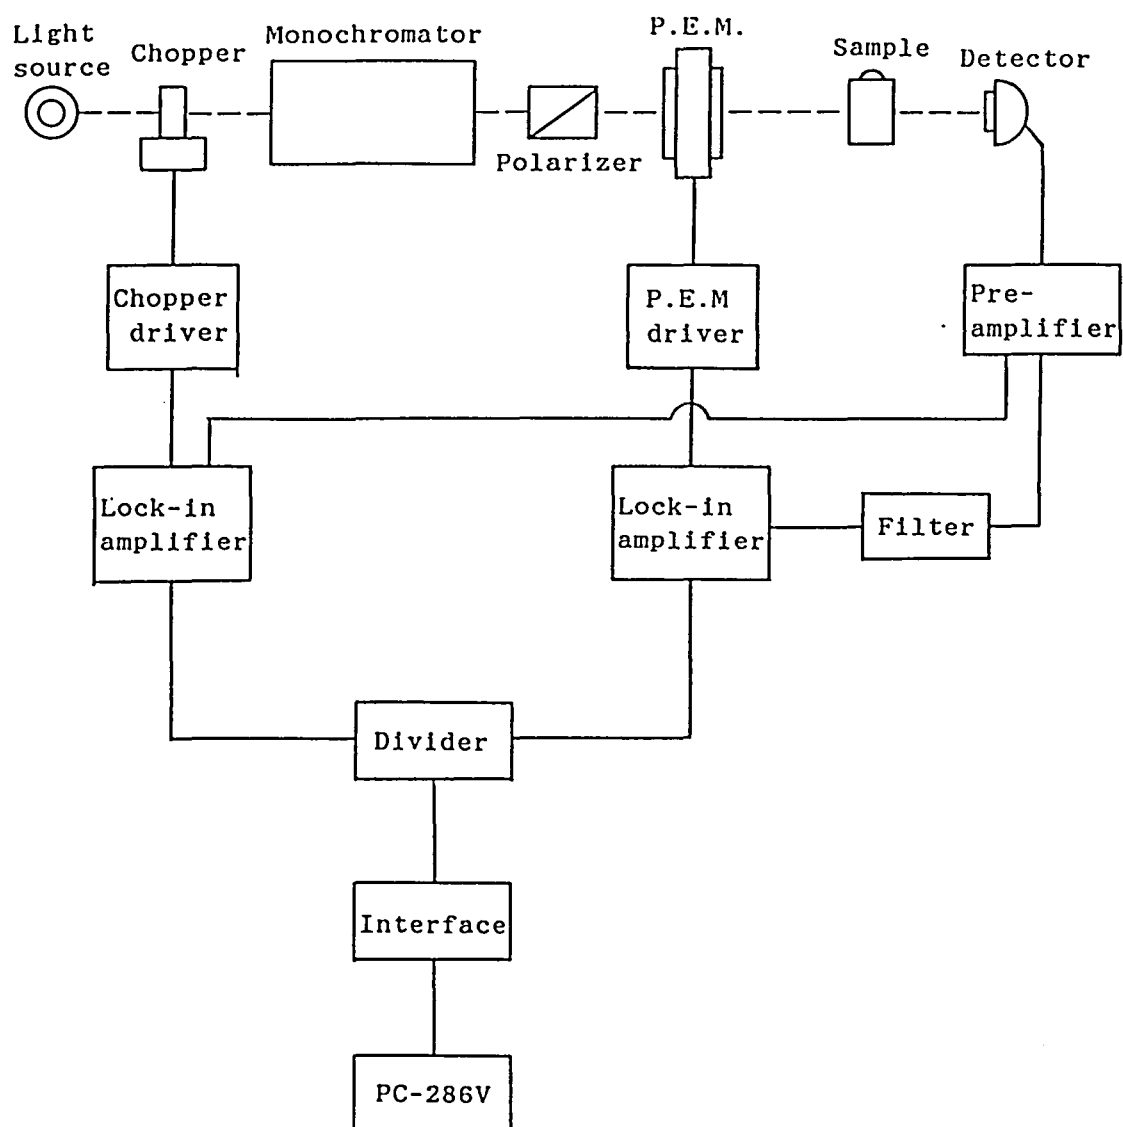 Light
source
Chopper
Monochromator
Polarizer
P.E.M.
Sample
Detector
Chopper
driver
P.E.M
driver
Pre-
amplifier
Lock-in
amplifier
Lock-in
amplifier
Filter
Divider
Interface
PC-286V